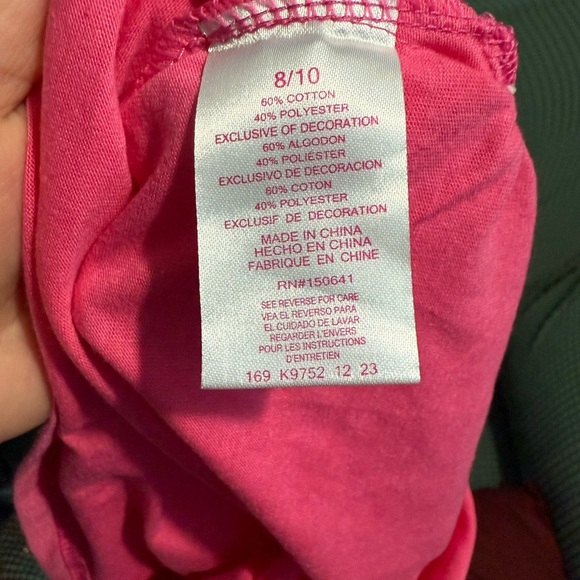 8/10
60% COTTON
40% POLYESTER
EXCLUSIVE OF DECORATION
60% ALGODON
40% POLIÉSTER
EXCLUSIVO DE DECORACION
60% COTON
40% POLYESTER
EXCLUSIF DE DECORATION
MADE IN CHINA
HECHO EN CHINA
FABRIQUE EN CHINE
RN#150641
SEE REVERSE FOR CARE
VEA EL REVERSO PARA
EL CUIDADO DE LAVAR
REGARDER L'ENVERS
POUR LES INSTRUCTIONS
D'ENTRETIEN
169 K9752 12 23